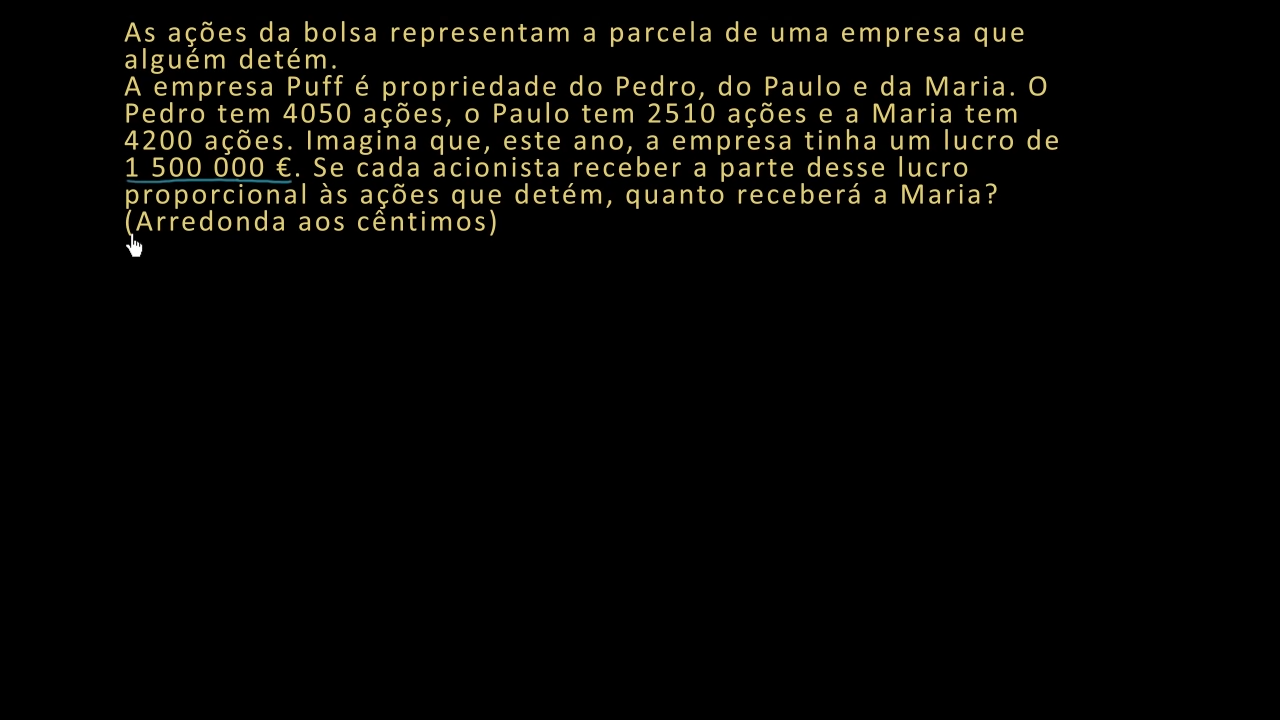 As ações da bolsa representam a parcela de uma empresa que
alguém detém.
A empresa Puff é propriedade do Pedro, do Paulo e da Maria. O
Pedro tem 4050 ações, o Paulo tem 2510 ações e a Maria tem
4200 ações. Imagina que, este ano, a empresa tinha um lucro de
1 500 000 €. Se cada acionista receber a parte desse lucro
proporcional às ações que detém, quanto receberá a Maria?
(Arredonda aos cêntimos)